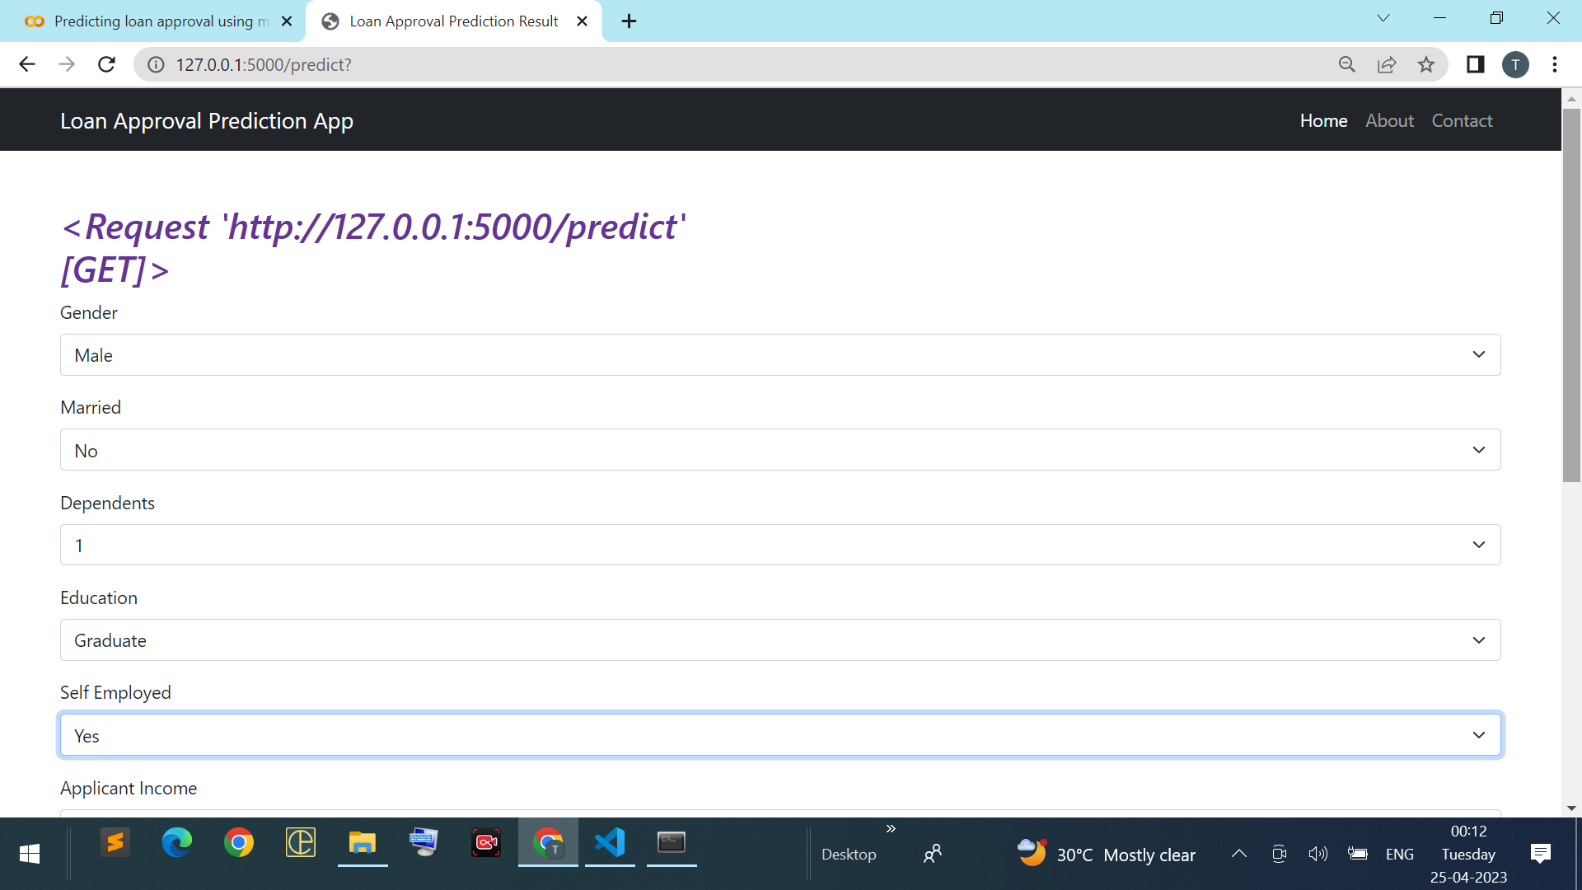 Predicting loan approval using m
Loan Approval Prediction Result
127.0.0.1:5000/predict?
T
Loan Approval Prediction App
Home About Contact
<Request 'http://127.0.0.1:5000/predict'
[GET]>
Gender
Male
Married
No
Dependents
1
Education
Graduate
Self Employed
Yes
Applicant Income
Desktop
»
30°C Mostly clear
ENG
00:12
Tuesday
25-04-2023